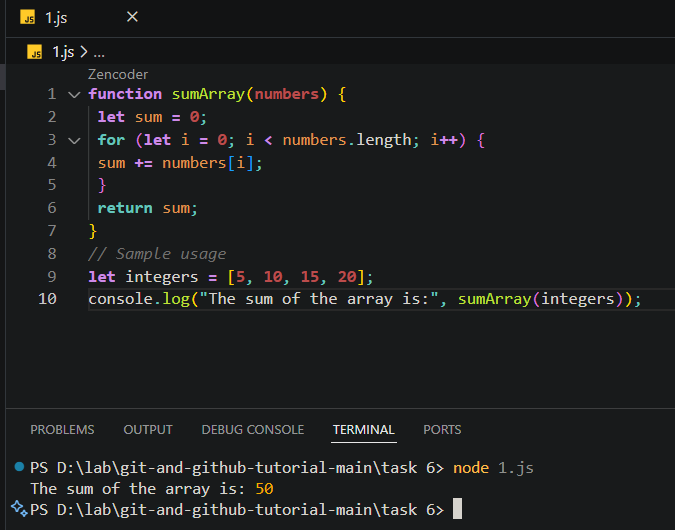 JS 1.js ×
JS 1.js > ...
Zencoder
1 function sumArray(numbers) {
2 let sum = 0;
3 for (let i = 0; i < numbers.length; i++) {
4 sum += numbers[i];
5 }
6 return sum;
7 }
8 // Sample usage
9 let integers = [5, 10, 15, 20];
10 console.log("The sum of the array is:", sumArray(integers));
PROBLEMS OUTPUT DEBUG CONSOLE TERMINAL PORTS
PS D:\lab\git-and-github-tutorial-main\task 6> node 1.js
The sum of the array is: 50
PS D:\lab\git-and-github-tutorial-main\task 6>